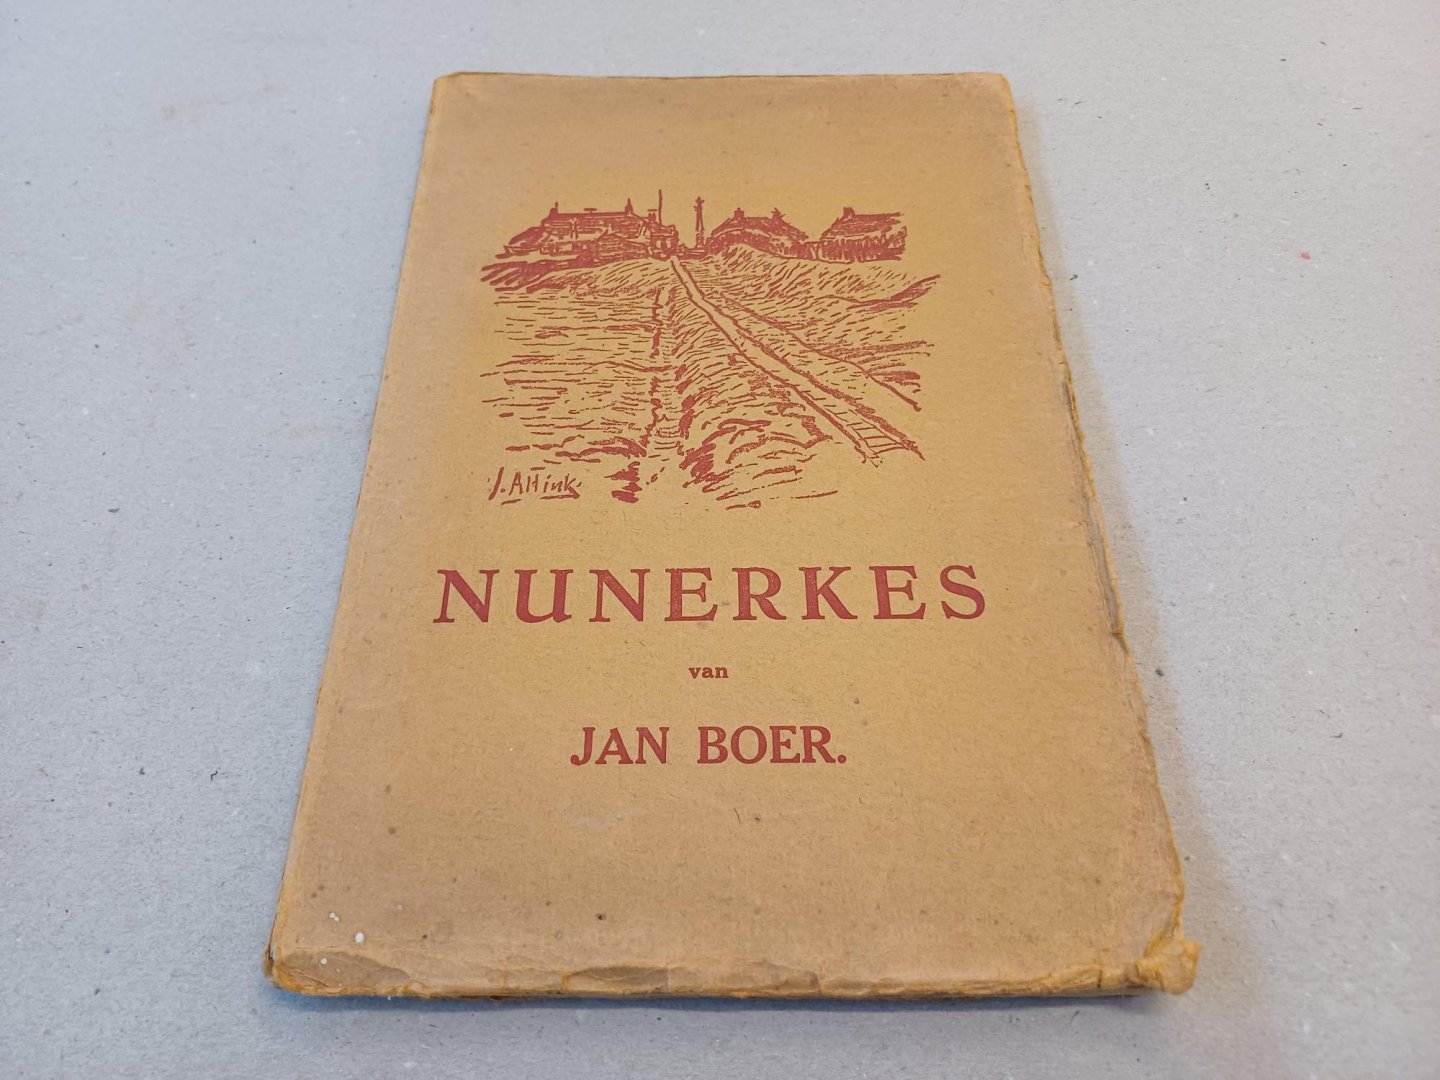 J. Altink.
NUNERKES
van
JAN BOER.